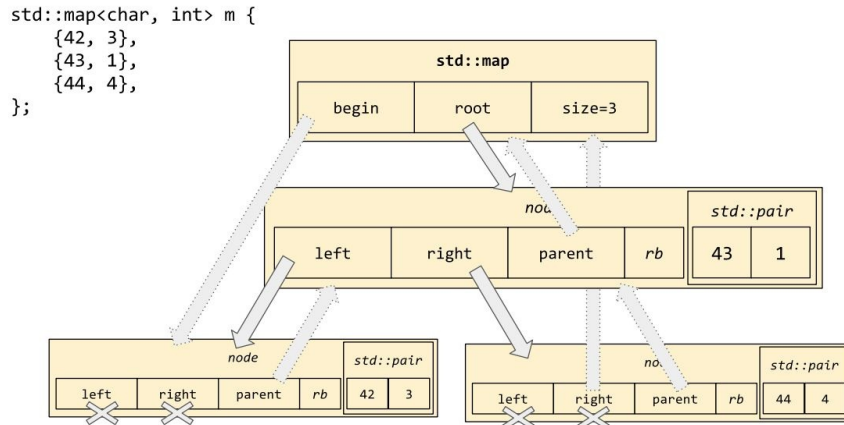 std::map<char, int> m {
    {42, 3},
    {43, 1},
    {44, 4},
};
std::map
begin root size=3
node std::pair
left right parent rb 43 1
node std::pair
left right parent rb 42 3
node std::pair
left right parent rb 44 4